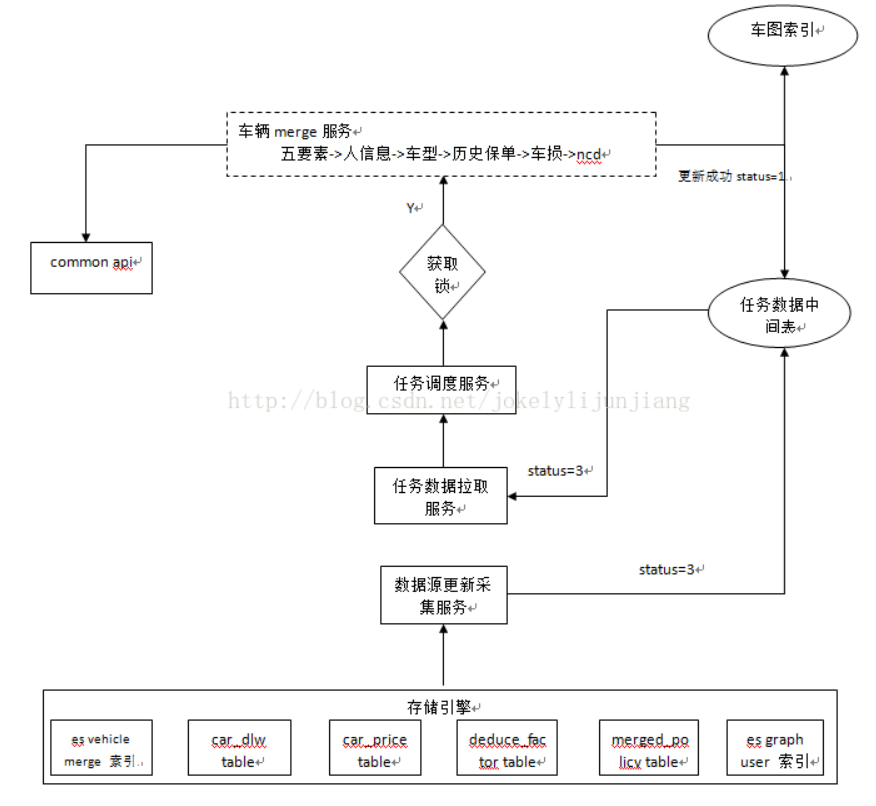 车图索引
车辆 merge 服务
五要素->人信息->车型->历史保单->车损->ncd
更新成功 status=1
Y
common api
获取
锁
任务数据中
间表
任务调度服务
http://blog.csdn.net/jokelylijunjiang
status=3
任务数据拉取
服务
status=3
数据源更新采
集服务
存储引擎
es vehicle
merge 索引
car_dlw
table
car_price
table
deduce_fac
tor table
merged_po
licy table
es graph
user 索引